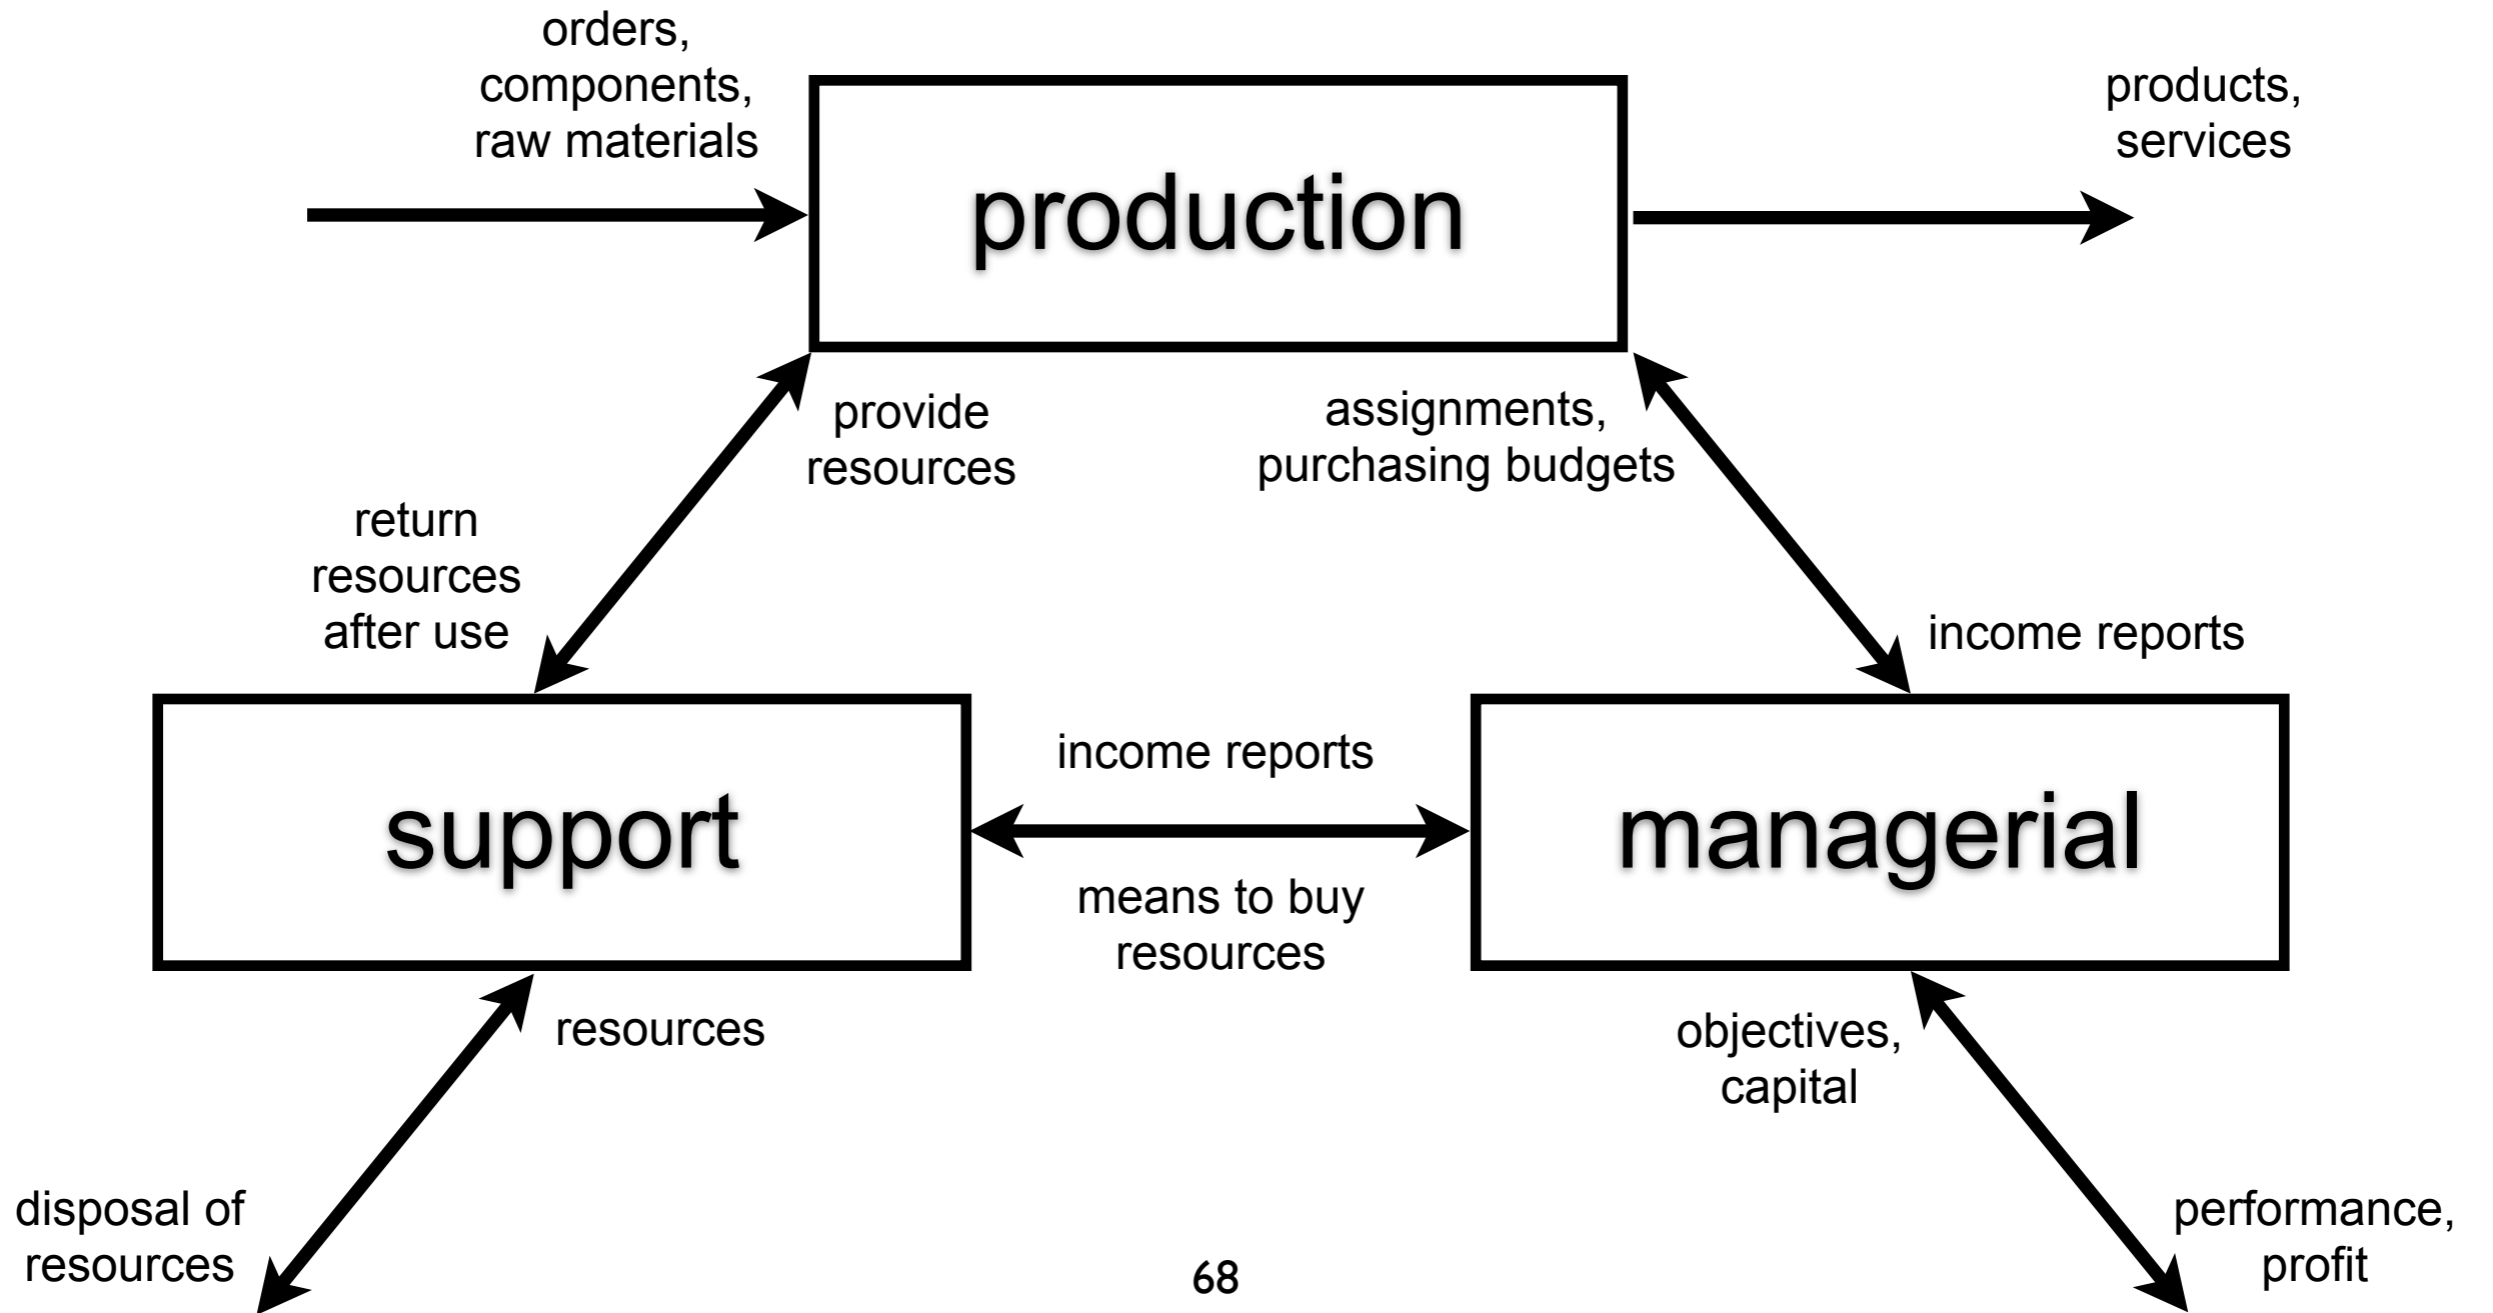 orders,
components,
raw materials
products,
services
production
provide
resources
assignments,
purchasing budgets
return
resources
after use
income reports
support
income reports
means to buy
resources
managerial
resources
objectives,
capital
disposal of
resources
performance,
profit
68